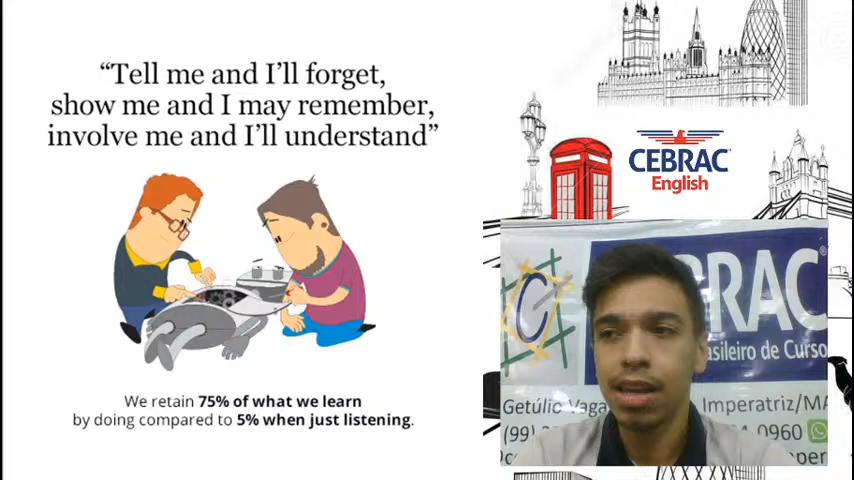 “Tell me and I’ll forget,
show me and I may remember,
involve me and I’ll understand”
We retain 75% of what we learn
by doing compared to 5% when just listening.
CEBRAC®
English
C
BRAC®
asileiro de Curso
Getúlio Vaga
Imperatriz/MA
(99)
-0960